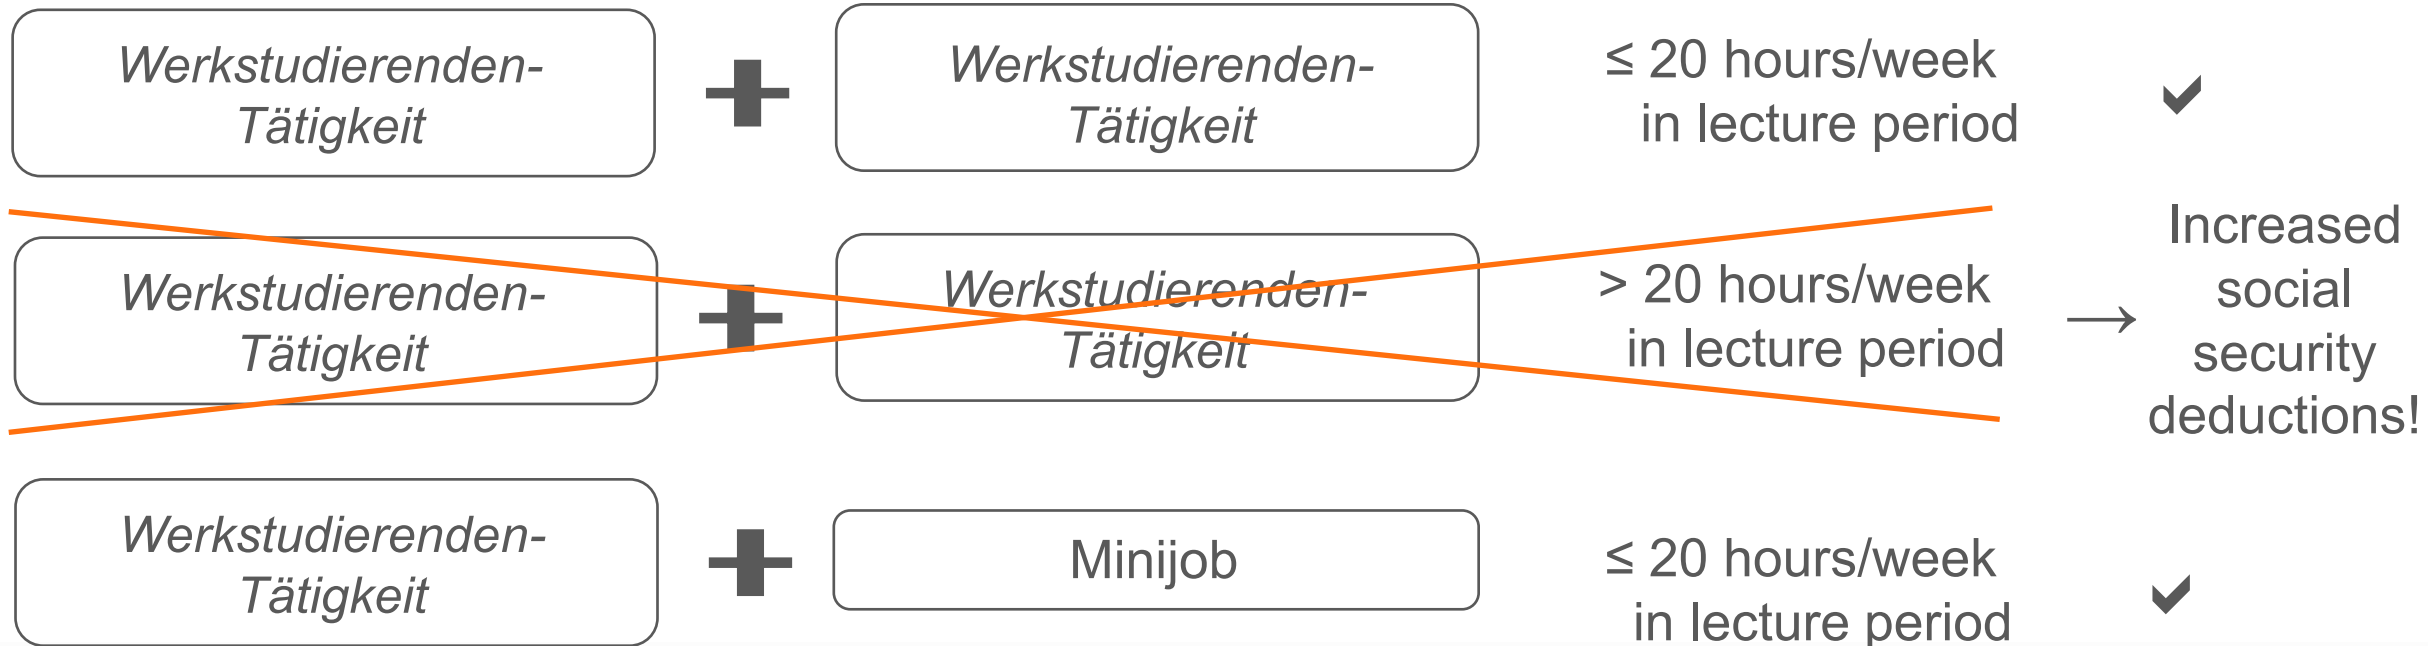 Werkstudierenden-
Tätigkeit
Werkstudierenden-
Tätigkeit
≤ 20 hours/week
in lecture period
Werkstudierenden-
Tätigkeit
Werkstudierenden-
Tätigkeit
> 20 hours/week
in lecture period
→
Increased
social
security
deductions!
Werkstudierenden-
Tätigkeit
Minijob
≤ 20 hours/week
in lecture period